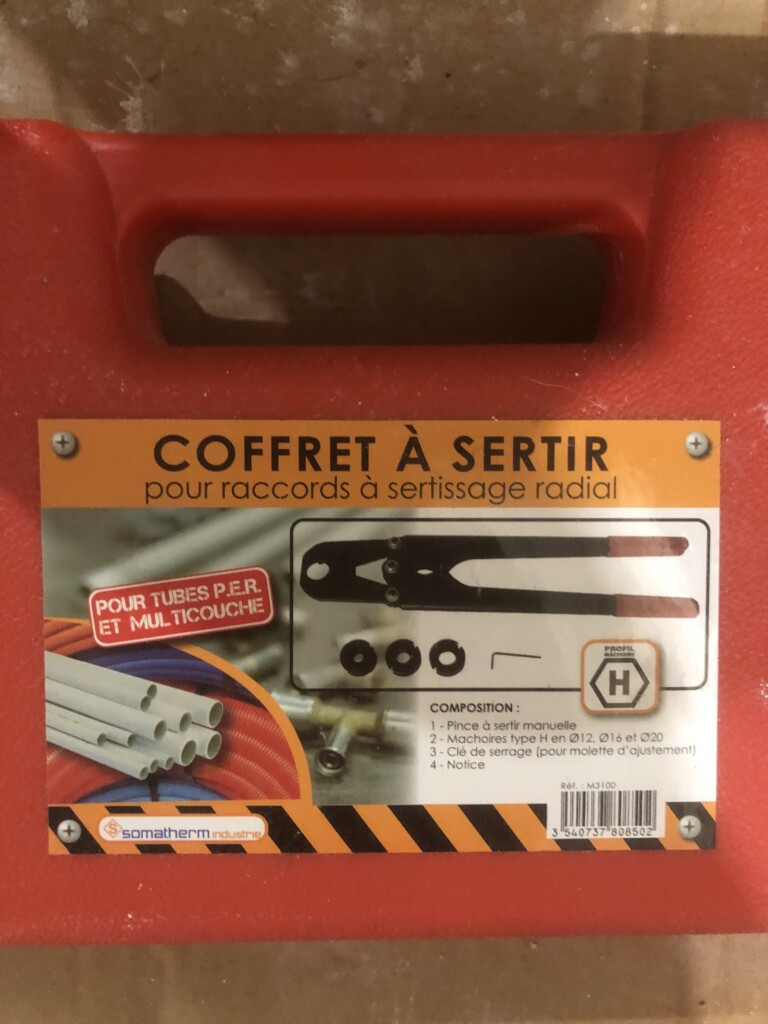 COFFRET À SERTIR
pour raccords à sertissage radial
POUR TUBES P.E.R.
ET MULTICOUCHE
PROFIL
MÂCHOIRE
H
COMPOSITION :
1 - Pince à sertir manuelle
2 - Machoires type H en Ø12, Ø16 et Ø20
3 - Clé de serrage (pour molette d'ajustement)
4 - Notice
Réf. : M3100
3 540737 808502
S somatherm industrie